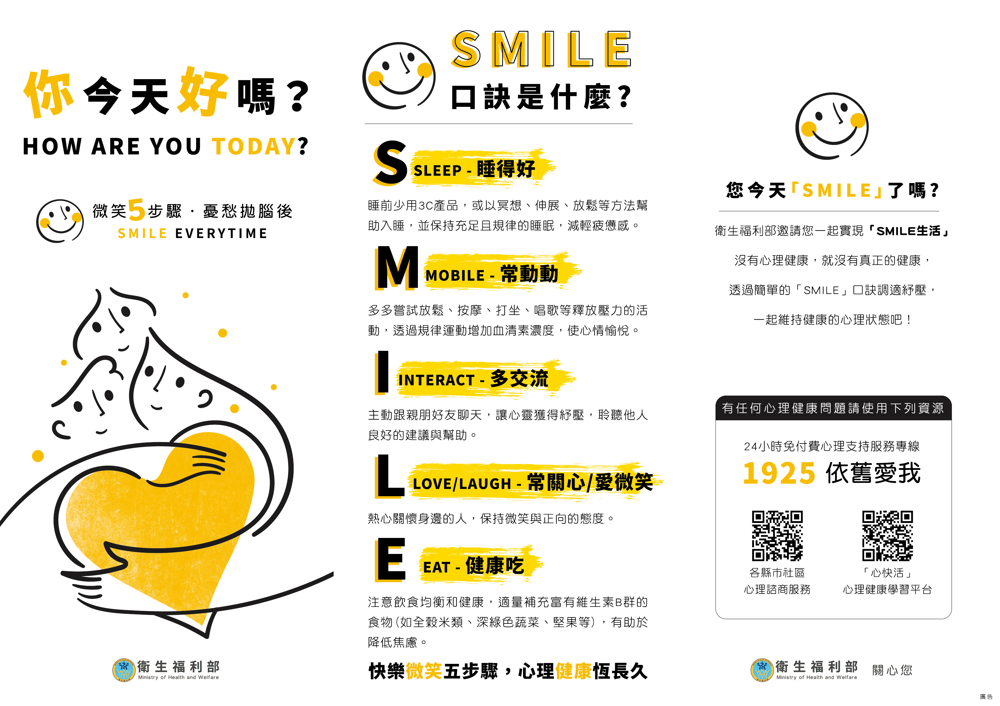 你今天好嗎？
HOW ARE YOU TODAY?
微笑5步驟．憂愁拋腦後
SMILE EVERYTIME
衛生福利部
Ministry of Health and Welfare
SMILE
口訣是什麼？
S SLEEP - 睡得好
睡前少用3C產品，或以冥想、伸展、放鬆等方法幫
助入睡，並保持充足且規律的睡眠，減輕疲憊感。
M MOBILE - 常動動
多多嘗試放鬆、按摩、打坐、唱歌等釋放壓力的活
動，透過規律運動增加血清素濃度，使心情愉悅。
I INTERACT - 多交流
主動跟親朋好友聊天，讓心靈獲得紓壓，聆聽他人
良好的建議與幫助。
L LOVE/LAUGH - 常關心/愛微笑
熱心關懷身邊的人，保持微笑與正向的態度。
E EAT - 健康吃
注意飲食均衡和健康，適量補充富有維生素B群的
食物（如全穀米類、深綠色蔬菜、堅果等），有助於
降低焦慮。
快樂微笑五步驟，心理健康恆長久
您今天「SMILE」了嗎？
衛生福利部邀請您一起實現「SMILE生活」
沒有心理健康，就沒有真正的健康，
透過簡單的「SMILE」口訣調適紓壓，
一起維持健康的心理狀態吧！
有任何心理健康問題請使用下列資源
24小時免付費心理支持服務專線
1925 依舊愛我
各縣市社區
心理諮商服務
「心快活」
心理健康學習平台
衛生福利部 關心您
Ministry of Health and Welfare
廣告